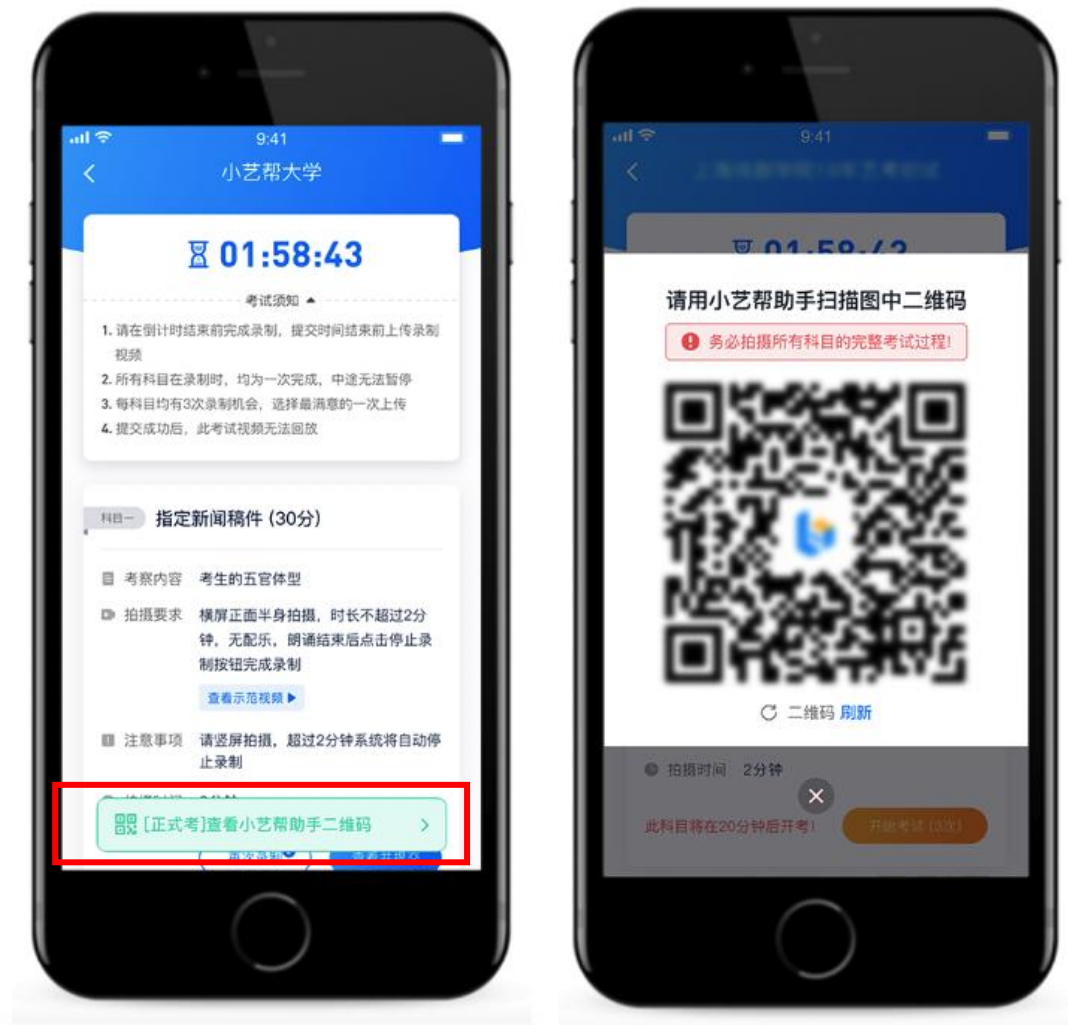 9:41
小艺帮大学
01:58:43
考试须知
1. 请在倒计时结束前完成录制，提交时间结束前上传录制
视频
2. 所有科目在录制时，均为一次完成，中途无法暂停
3. 每科目均有3次录制机会，选择最满意的一次上传
4. 提交成功后，此考试视频无法回放
科目一 指定新闻稿件 (30分)
考察内容 考生的五官体型
拍摄要求 横屏正面半身拍摄，时长不超过2分
钟，无配乐，朗诵结束后点击停止录
制按钮完成录制
查看示范视频
注意事项 请竖屏拍摄，超过2分钟系统将自动停
止录制
[正式考]查看小艺帮助手二维码
9:41
请用小艺帮助手扫描图中二维码
务必拍摄所有科目的完整考试过程!
二维码 刷新
拍摄时间 2分钟
此科目将在20分钟后开考! 开始考试 (3次)